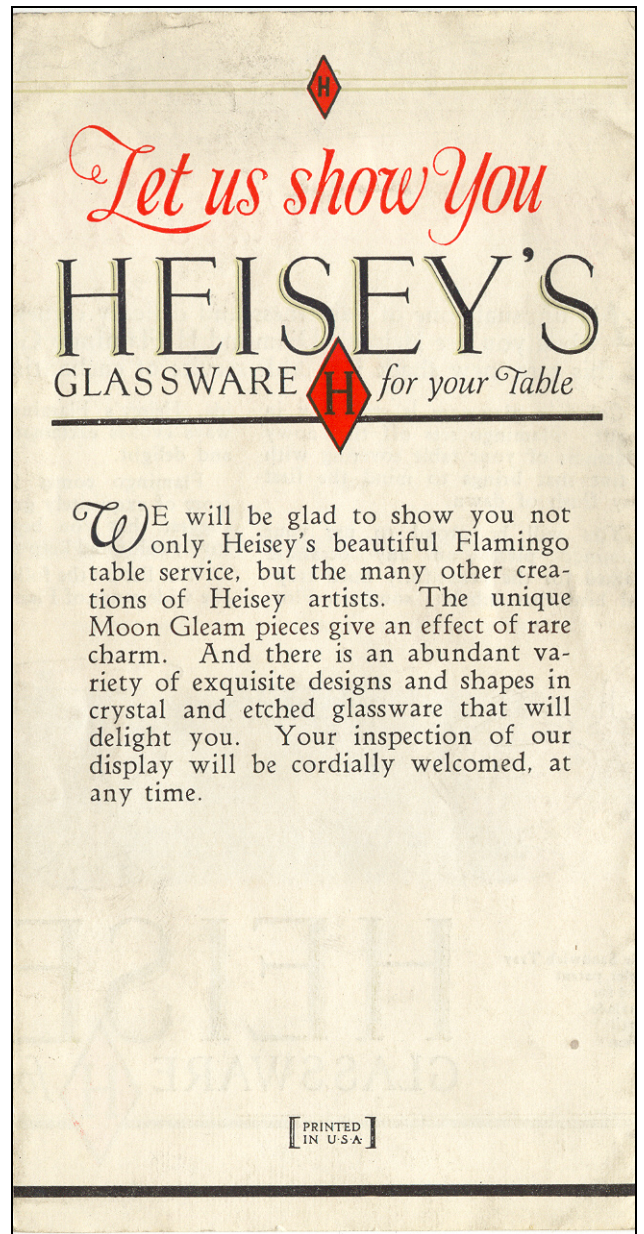 H
Let us show You
HEISEY'S
GLASSWARE H for your Table
WE will be glad to show you not
only Heisey's beautiful Flamingo
table service, but the many other crea-
tions of Heisey artists. The unique
Moon Gleam pieces give an effect of rare
charm. And there is an abundant va-
riety of exquisite designs and shapes in
crystal and etched glassware that will
delight you. Your inspection of our
display will be cordially welcomed, at
any time.
HEISE
GLASSWARE
[PRINTED
IN U·S·A·]